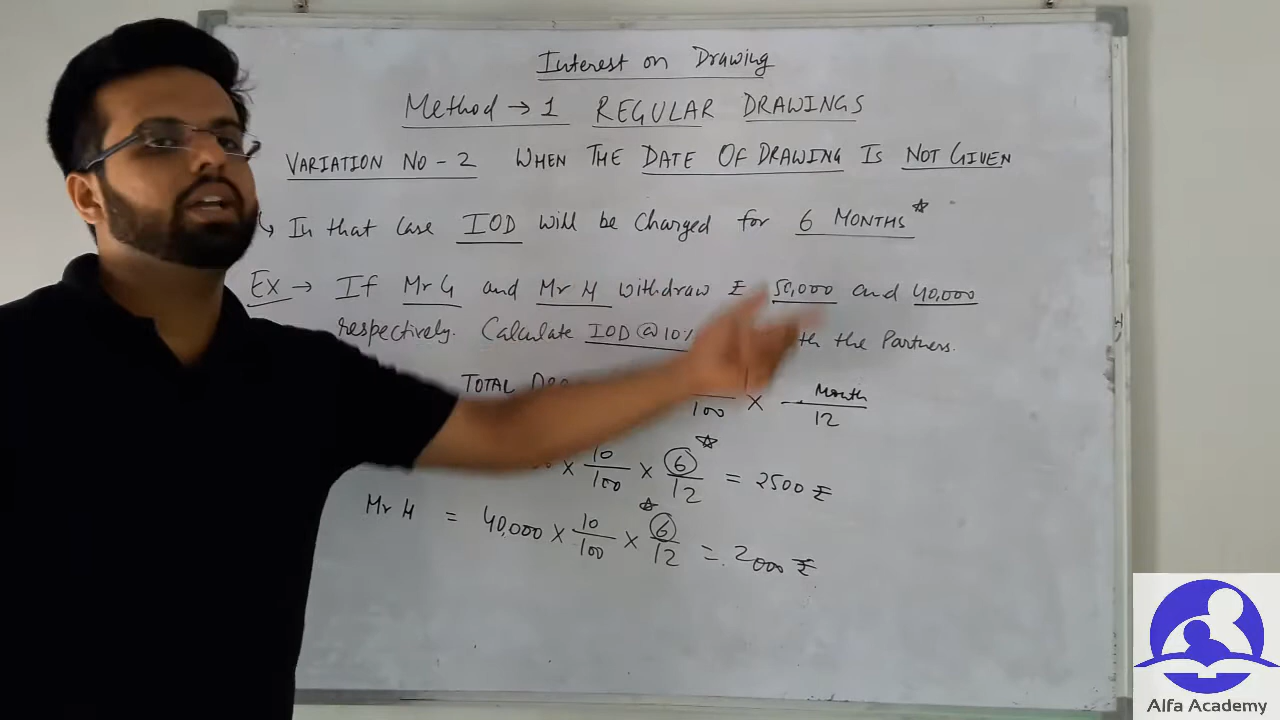 Interest on Drawing
Method → 1 REGULAR DRAWINGS
VARIATION NO - 2 WHEN THE DATE OF DRAWING IS NOT GIVEN
↳ In that Case IOD will be Charged for 6 MONTHS ☆
Ex → If Mr G and Mr H withdraw ₹ 50,000 and 40,000
respectively. Calculate IOD @ 10% the Partners.
TOTAL 100 × Month/12
× 10/100 × 6/12 ☆ = 2500 ₹
Mr H = 40,000 × 10/100 × 6/12 ☆ = 2000 ₹
Alfa Academy